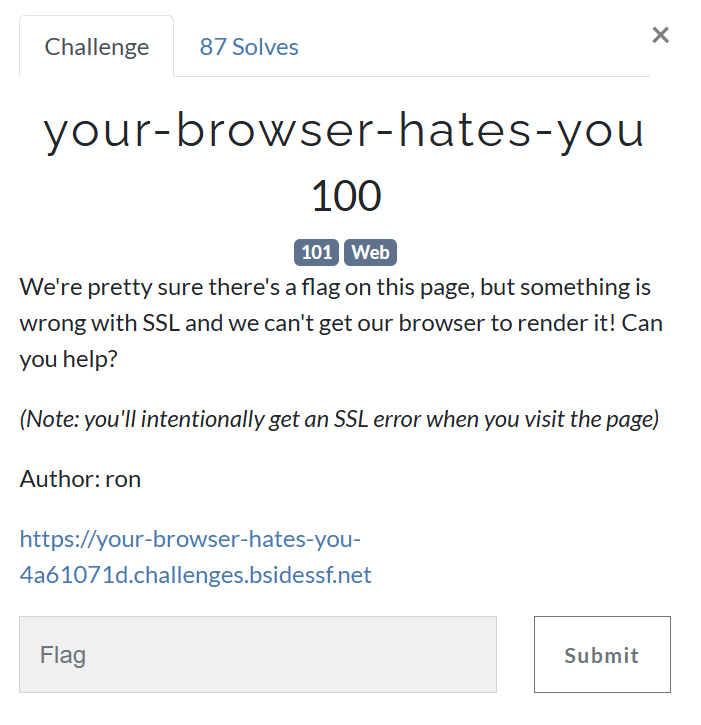 Challenge
87 Solves
×
your-browser-hates-you
100
101 Web
We're pretty sure there's a flag on this page, but something is
wrong with SSL and we can't get our browser to render it! Can
you help?
(Note: you'll intentionally get an SSL error when you visit the page)
Author: ron
https://your-browser-hates-you-
4a61071d.challenges.bsidessf.net
Flag
Submit